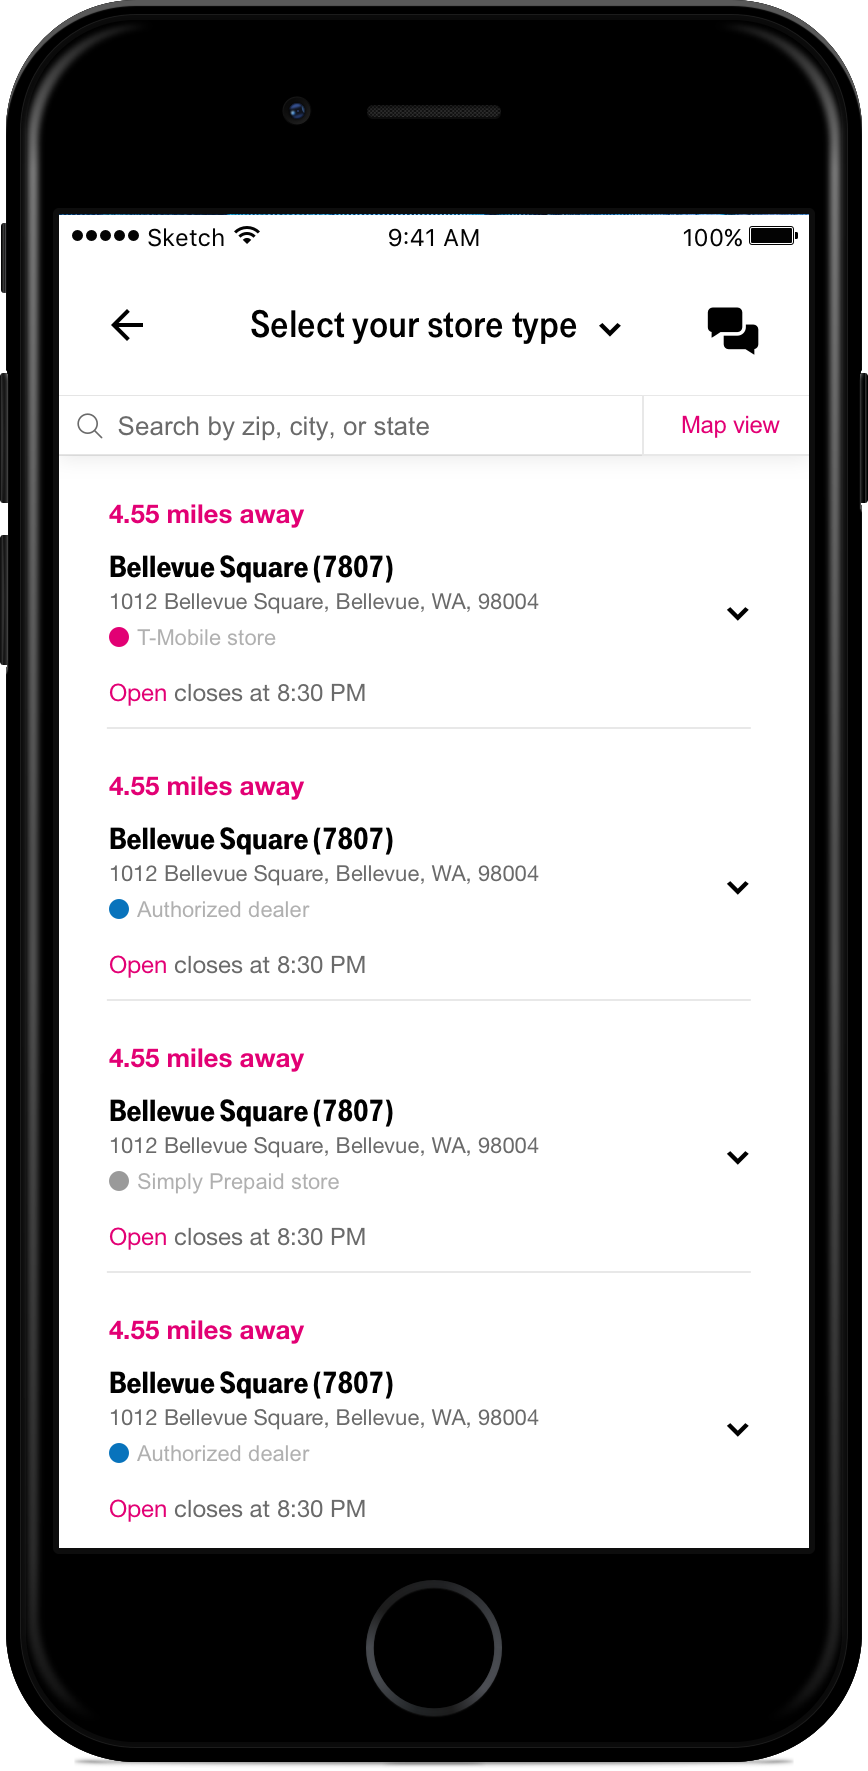 Sketch 9:41 AM 100%
Select your store type
Search by zip, city, or state Map view
4.55 miles away
Bellevue Square (7807)
1012 Bellevue Square, Bellevue, WA, 98004
T-Mobile store
Open closes at 8:30 PM
4.55 miles away
Bellevue Square (7807)
1012 Bellevue Square, Bellevue, WA, 98004
Authorized dealer
Open closes at 8:30 PM
4.55 miles away
Bellevue Square (7807)
1012 Bellevue Square, Bellevue, WA, 98004
Simply Prepaid store
Open closes at 8:30 PM
4.55 miles away
Bellevue Square (7807)
1012 Bellevue Square, Bellevue, WA, 98004
Authorized dealer
Open closes at 8:30 PM